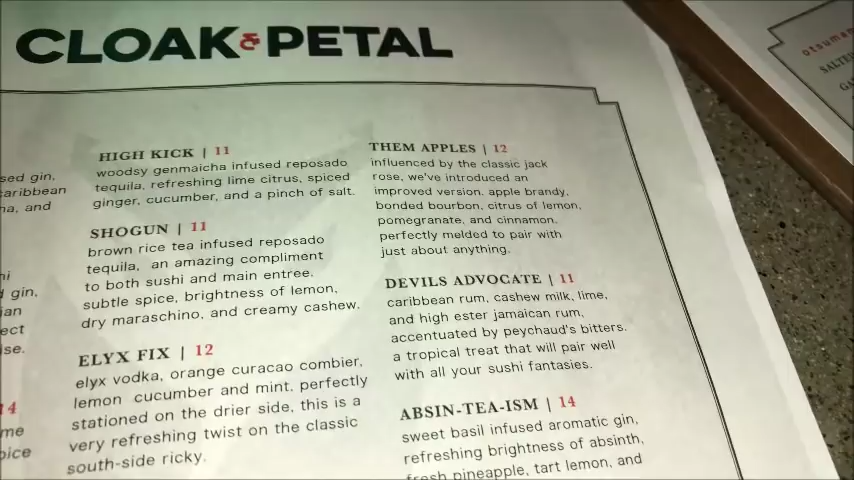 CLOAK & PETAL
sed gin,
caribbean
na, and
gin,
ian
ect
ise.
14
me
HIGH KICK | 11
woodsy genmaicha infused reposado
tequila, refreshing lime citrus, spiced
ginger, cucumber, and a pinch of salt.
SHOGUN | 11
brown rice tea infused reposado
tequila, an amazing compliment
to both sushi and main entree.
subtle spice, brightness of lemon,
dry maraschino, and creamy cashew.
ELYX FIX | 12
elyx vodka, orange curacao combier,
lemon cucumber and mint, perfectly
stationed on the drier side, this is a
very refreshing twist on the classic
south-side ricky.
THEM APPLES | 12
influenced by the classic jack
rose, we've introduced an
improved version. apple brandy,
bonded bourbon, citrus of lemon,
pomegranate, and cinnamon.
perfectly melded to pair with
just about anything.
DEVILS ADVOCATE | 11
caribbean rum, cashew milk, lime,
and high ester jamaican rum,
accentuated by peychaud's bitters.
a tropical treat that will pair well
with all your sushi fantasies.
ABSIN-TEA-ISM | 14
sweet basil infused aromatic gin,
refreshing brightness of absinth,
fresh pineapple, tart lemon, and
otsumam
SALTED